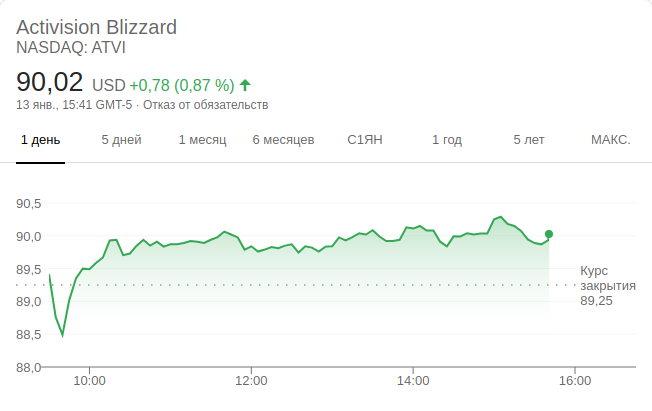 Activision Blizzard
NASDAQ: ATVI
90,02 USD +0,78 (0,87 %)
13 янв., 15:41 GMT-5 · Отказ от обязательств
1 день 5 дней 1 месяц 6 месяцев С1ЯН 1 год 5 лет МАКС.
90,5
90,0
89,5
89,0
88,5
88,0
Курс
закрытия
89,25
10:00 12:00 14:00 16:00